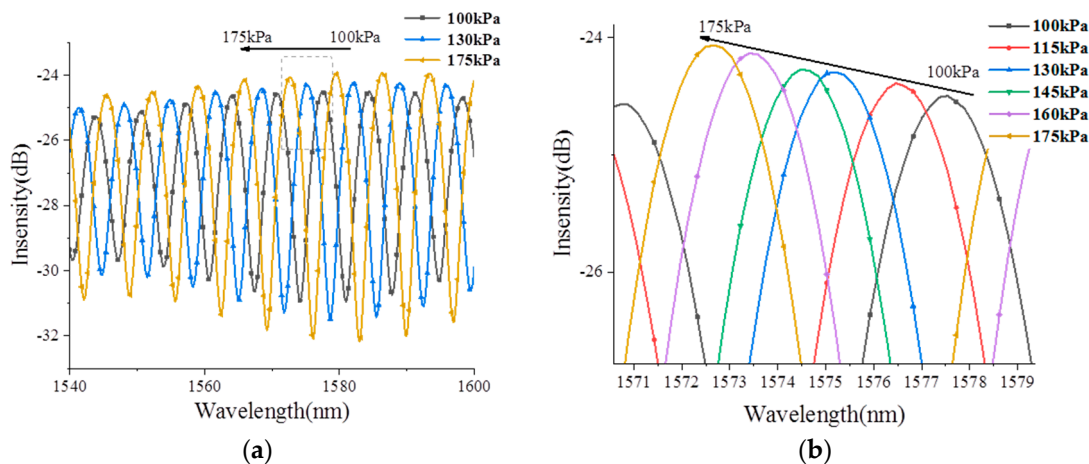 100kPa
130kPa
175kPa
175kPa 100kPa
-24
-26
-28
-30
-32
Insensity(dB)
1540 1560 1580 1600
Wavelength(nm)
(a)
100kPa
115kPa
130kPa
145kPa
160kPa
175kPa
175kPa
100kPa
-24
-26
Insensity(dB)
1571 1572 1573 1574 1575 1576 1577 1578 1579
Wavelength(nm)
(b)